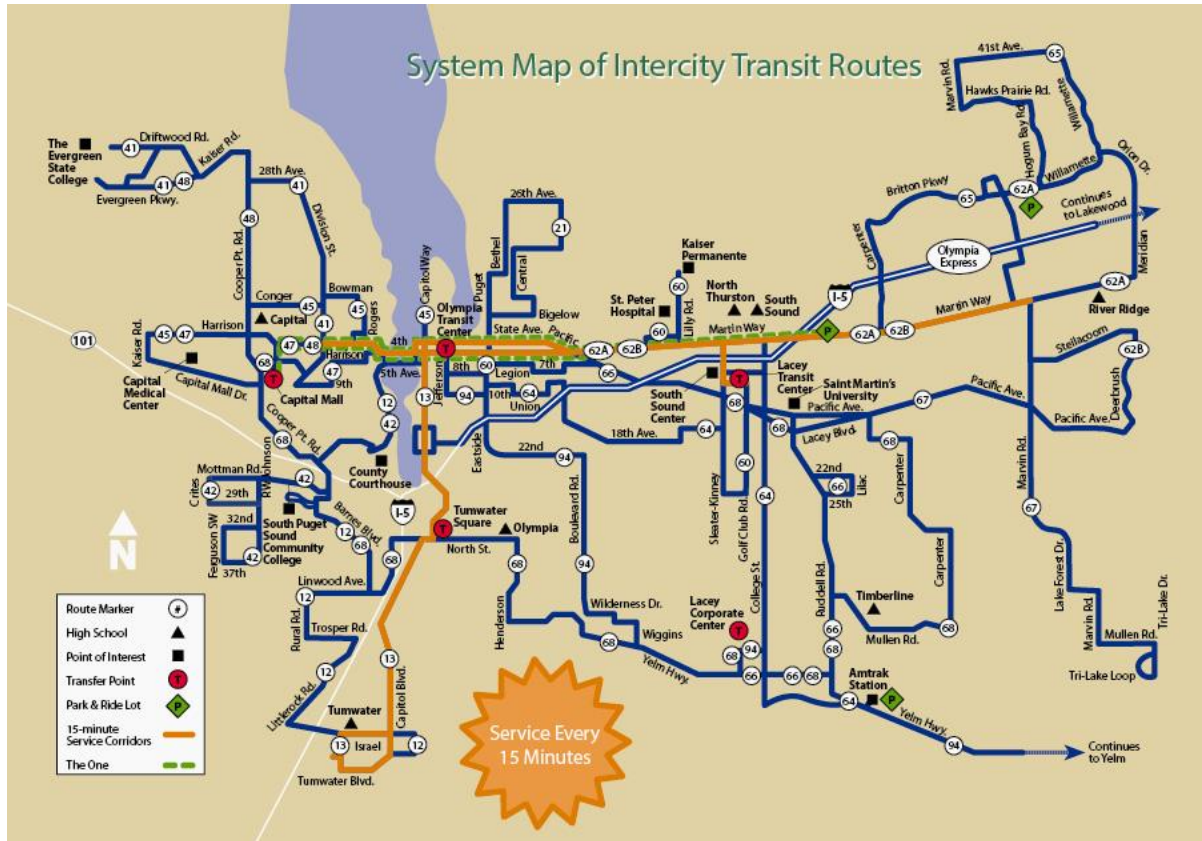 System Map of Intercity Transit Routes
41st Ave.
65
Marvin Rd.
Hawks Prairie Rd.
Willamette
Hogum Bay Rd.
Orion Dr.
Willamette
62A
P
Britton Pkwy
65
Continues
to Lakewood
Meridian
Carpenter
Olympia
Express
I-5
62A
River Ridge
Martin Way
The
Evergreen
State
College
41
Driftwood Rd.
Kaiser Rd.
41
48
Evergreen Pkwy.
28th Ave.
41
48
Division St.
Cooper Pt. Rd.
Conger
45
Bowman
45
Rogers
Capital
41
Harrison
45
47
Kaiser Rd.
47
48
Harrison
47
9th
68
T
Capital Mall
Capital
Medical
Center
Capital Mall Dr.
101
Capitol Way
45
Olympia
Transit
Center
T
4th
5th Ave.
Jefferson
8th
94
Puget
Bethel
26th Ave.
21
Central
Bigelow
State Ave.
Pacific
60
Legion
7th
10th
64
Union
62A
62B
66
Kaiser
Permanente
60
St. Peter
Hospital
60
Lilly Rd.
North
Thurston
South
Sound
Martin Way
P
62A
62B
South
Sound
Center
T
Lacey
Transit
Center
68
Saint Martin's
University
Pacific Ave.
68
Lacey Blvd.
67
Pacific Ave.
Stellacoom
62B
Deerbrush
Pacific Ave.
18th Ave.
64
12
42
13
Eastside
22nd
94
Cooper Pt. Rd.
68
County
Courthouse
Mottman Rd.
RW Johnson
42
Crites
42
29th
32nd
42
Ferguson SW
37th
South Puget
Sound
Community
College
Barnes Blvd.
12
68
I-5
Tumwater
Square
T
Olympia
North St.
68
68
Boulevard Rd.
94
Henderson
Wilderness Dr.
Wiggins
68
Yelm Hwy.
Sleater-Kinney
60
Golf Club Rd.
64
College St.
22nd
66
Lilac
25th
Ruddell Rd.
68
Carpenter
Carpenter
Timberline
Mullen Rd.
68
66
68
Lacey
Corporate
Center
T
68
94
66
66
66
68
Amtrak
Station
P
64
Yelm Hwy.
94
Continues
to Yelm
Marvin Rd.
67
Lake Forest Dr.
Marvin Rd.
Mullen Rd.
Tri-Lake Dr.
Tri-Lake Loop
Linwood Ave.
12
Rural Rd.
Trosper Rd.
12
Littlerock Rd.
13
Capitol Blvd.
Tumwater
13
Israel
12
Tumwater Blvd.
Service Every
15 Minutes
N
Route Marker
#
High School
Point of Interest
Transfer Point
T
Park & Ride Lot
P
15-minute
Service Corridors
The One